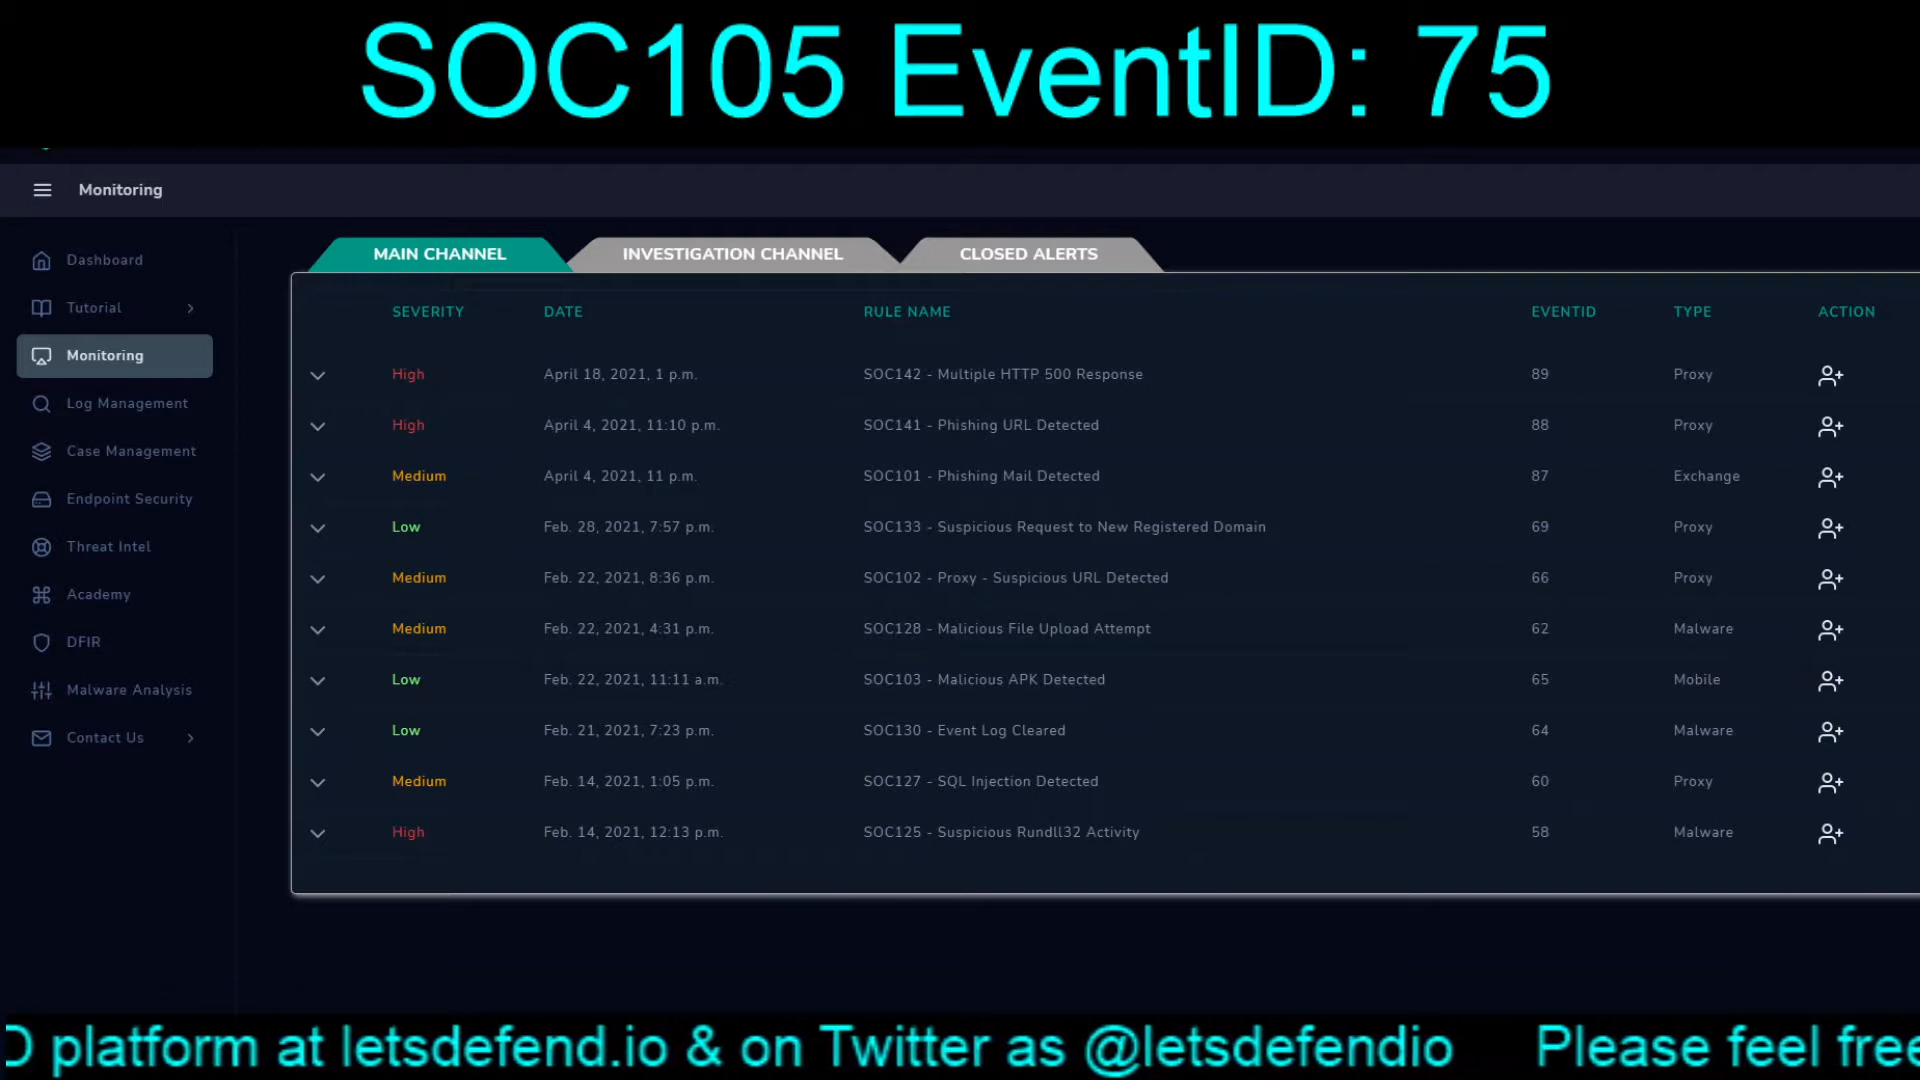 SOC105 EventID: 75
Monitoring
Dashboard
Tutorial
Monitoring
Log Management
Case Management
Endpoint Security
Threat Intel
Academy
DFIR
Malware Analysis
Contact Us
MAIN CHANNEL INVESTIGATION CHANNEL CLOSED ALERTS
SEVERITY DATE RULE NAME EVENTID TYPE ACTION
High April 18, 2021, 1 p.m. SOC142 - Multiple HTTP 500 Response 89 Proxy
High April 4, 2021, 11:10 p.m. SOC141 - Phishing URL Detected 88 Proxy
Medium April 4, 2021, 11 p.m. SOC101 - Phishing Mail Detected 87 Exchange
Low Feb. 28, 2021, 7:57 p.m. SOC133 - Suspicious Request to New Registered Domain 69 Proxy
Medium Feb. 22, 2021, 8:36 p.m. SOC102 - Proxy - Suspicious URL Detected 66 Proxy
Medium Feb. 22, 2021, 4:31 p.m. SOC128 - Malicious File Upload Attempt 62 Malware
Low Feb. 22, 2021, 11:11 a.m. SOC103 - Malicious APK Detected 65 Mobile
Low Feb. 21, 2021, 7:23 p.m. SOC130 - Event Log Cleared 64 Malware
Medium Feb. 14, 2021, 1:05 p.m. SOC127 - SQL Injection Detected 60 Proxy
High Feb. 14, 2021, 12:13 p.m. SOC125 - Suspicious Rundll32 Activity 58 Malware
D platform at letsdefend.io & on Twitter as @letsdefendio Please feel free